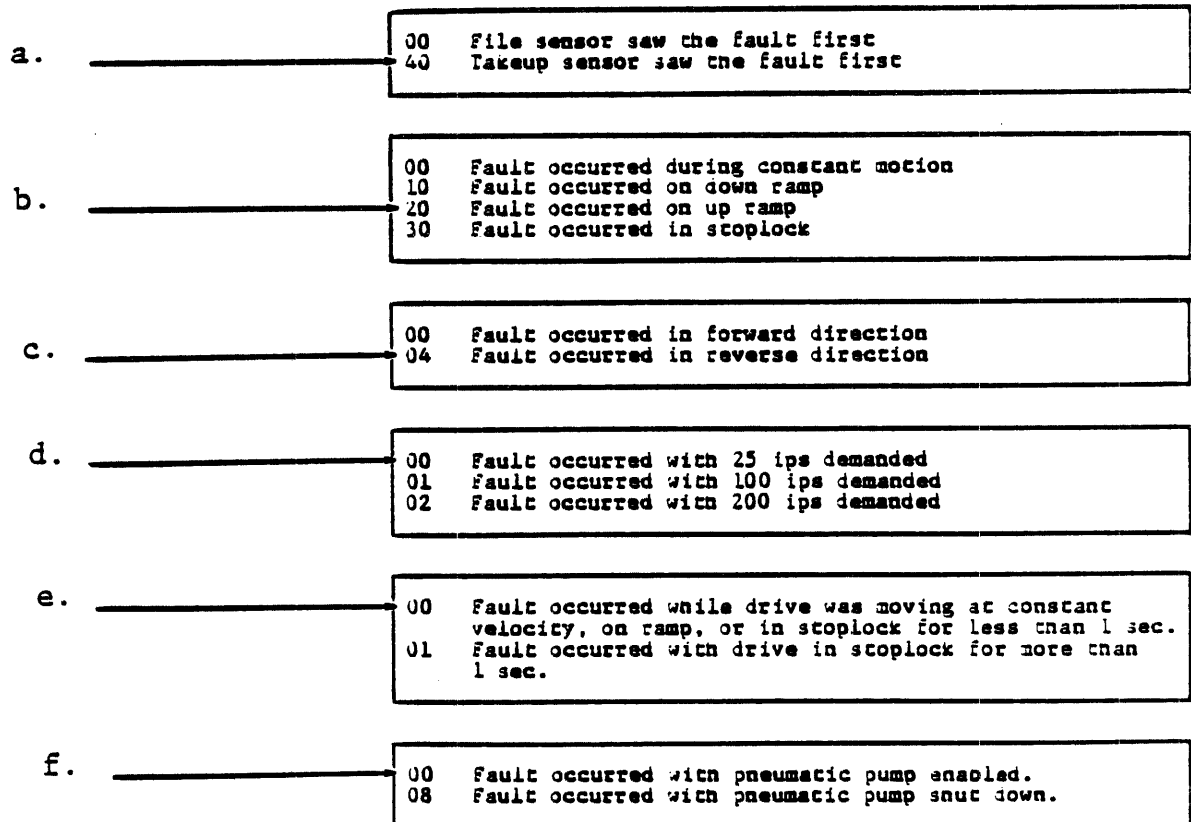 a.
00 File sensor saw the fault first
40 Takeup sensor saw the fault first
b.
00 Fault occurred during constant motion
10 Fault occurred on down ramp
20 Fault occurred on up ramp
30 Fault occurred in stoplock
c.
00 Fault occurred in forward direction
04 Fault occurred in reverse direction
d.
00 Fault occurred with 25 ips demanded
01 Fault occurred with 100 ips demanded
02 Fault occurred with 200 ips demanded
e.
00 Fault occurred while drive was moving at constant
velocity, on ramp, or in stoplock for less than 1 sec.
01 Fault occurred with drive in stoplock for more than
1 sec.
f.
00 Fault occurred with pneumatic pump enabled.
08 Fault occurred with pneumatic pump shut down.